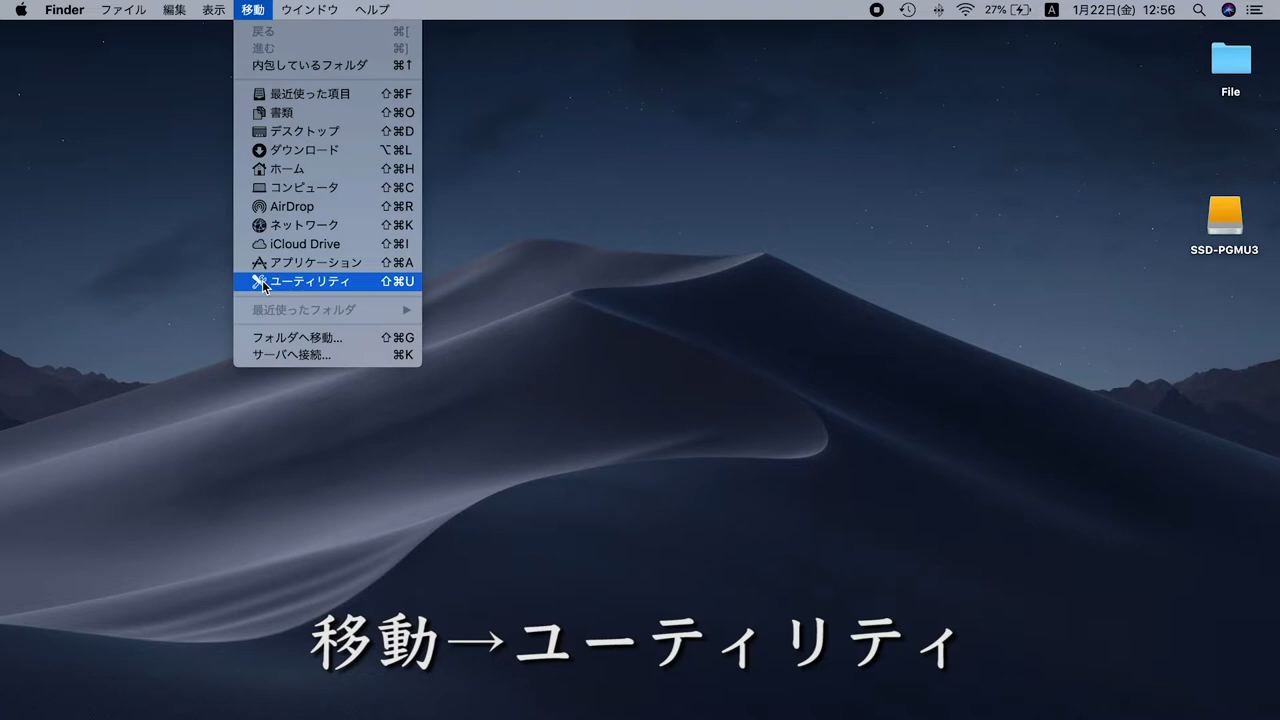 Finder ファイル 編集 表示 移動 ウインドウ ヘルプ 27% A 1月22日(金) 12:56
戻る ⌘[
進む ⌘]
内包しているフォルダ ⌘↑
最近使った項目 ⇧⌘F
書類 ⇧⌘O
デスクトップ ⇧⌘D
ダウンロード ⌥⌘L
ホーム ⇧⌘H
コンピュータ ⇧⌘C
AirDrop ⇧⌘R
ネットワーク ⇧⌘K
iCloud Drive ⇧⌘I
アプリケーション ⇧⌘A
ユーティリティ ⇧⌘U
最近使ったフォルダ ▶
フォルダへ移動... ⇧⌘G
サーバへ接続... ⌘K
File
SSD-PGMU3
移動→ユーティリティ